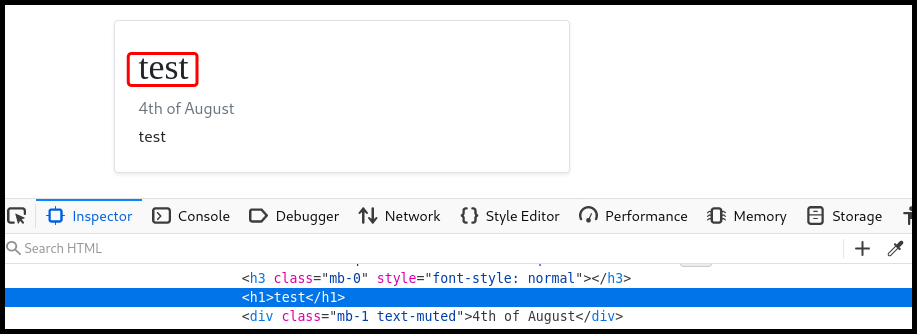 test
4th of August
test
Inspector Console Debugger Network Style Editor Performance Memory Storage
Search HTML
<h3 class="mb-0" style="font-style: normal"></h3>
<h1>test</h1>
<div class="mb-1 text-muted">4th of August</div>